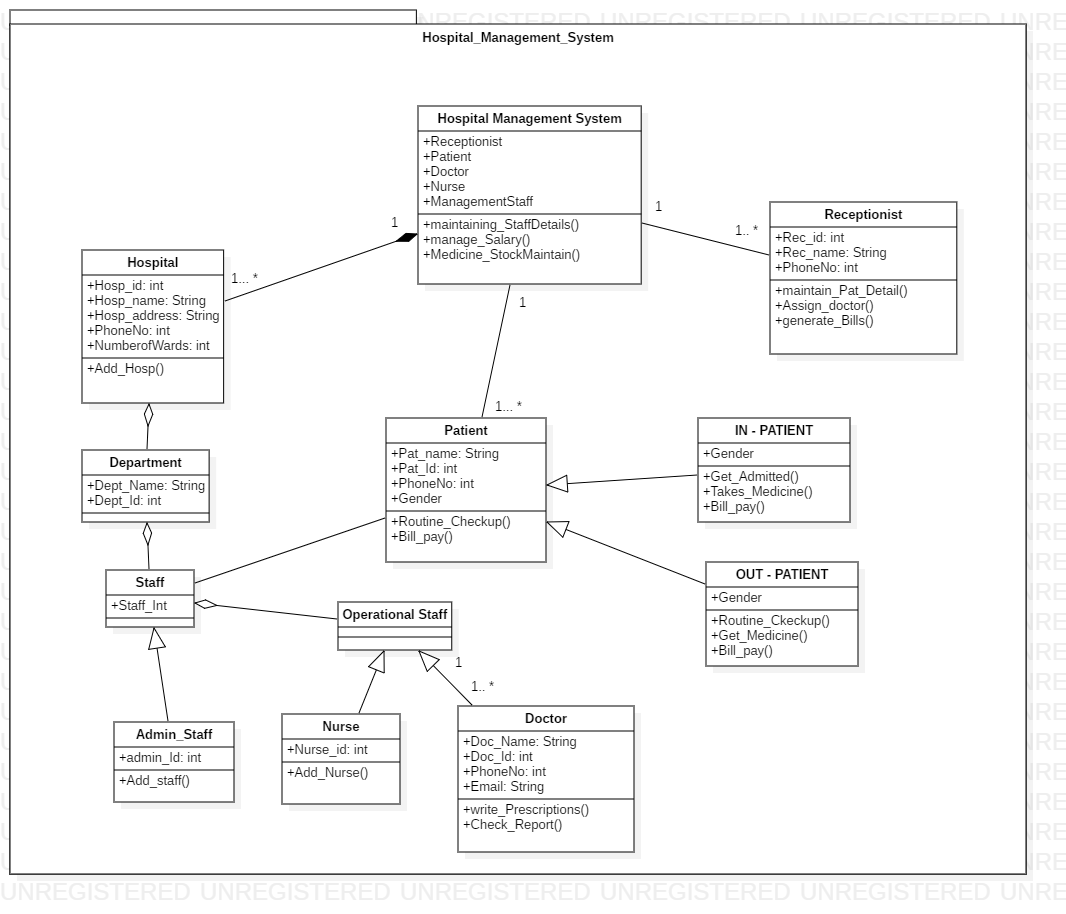 UNREGISTERED UNREGISTERED UNREGISTERED
Hospital_Management_System
Hospital Management System
+Receptionist
+Patient
+Doctor
+Nurse
+ManagementStaff
+maintaining_StaffDetails()
+manage_Salary()
+Medicine_StockMaintain()
1
1... *
1
1.. *
1
1... *
Receptionist
+Rec_id: int
+Rec_name: String
+PhoneNo: int
+maintain_Pat_Detail()
+Assign_doctor()
+generate_Bills()
Hospital
+Hosp_id: int
+Hosp_name: String
+Hosp_address: String
+PhoneNo: int
+NumberofWards: int
+Add_Hosp()
Department
+Dept_Name: String
+Dept_Id: int
Patient
+Pat_name: String
+Pat_Id: int
+PhoneNo: int
+Gender
+Routine_Checkup()
+Bill_pay()
IN - PATIENT
+Gender
+Get_Admitted()
+Takes_Medicine()
+Bill_pay()
OUT - PATIENT
+Gender
+Routine_Ckeckup()
+Get_Medicine()
+Bill_pay()
Staff
+Staff_Int
Operational Staff
1
1.. *
Admin_Staff
+admin_Id: int
+Add_staff()
Nurse
+Nurse_id: int
+Add_Nurse()
Doctor
+Doc_Name: String
+Doc_Id: int
+PhoneNo: int
+Email: String
+write_Prescriptions()
+Check_Report()
UNREGISTERED UNREGISTERED UNREGISTERED UNREGISTERED UNREGISTERED UNRE